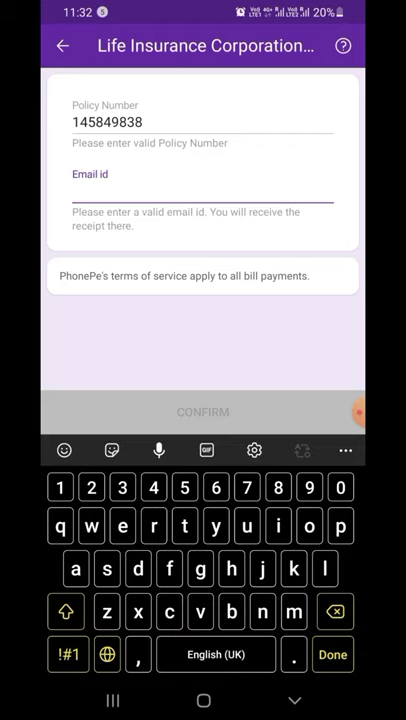 11:32 20%
Life Insurance Corporation...
Policy Number
145849838
Please enter valid Policy Number
Email id
Please enter a valid email id. You will receive the
receipt there.
PhonePe's terms of service apply to all bill payments.
CONFIRM
GIF
1 2 3 4 5 6 7 8 9 0
q w e r t y u i o p
a s d f g h j k l
z x c v b n m
!#1 , English (UK) . Done